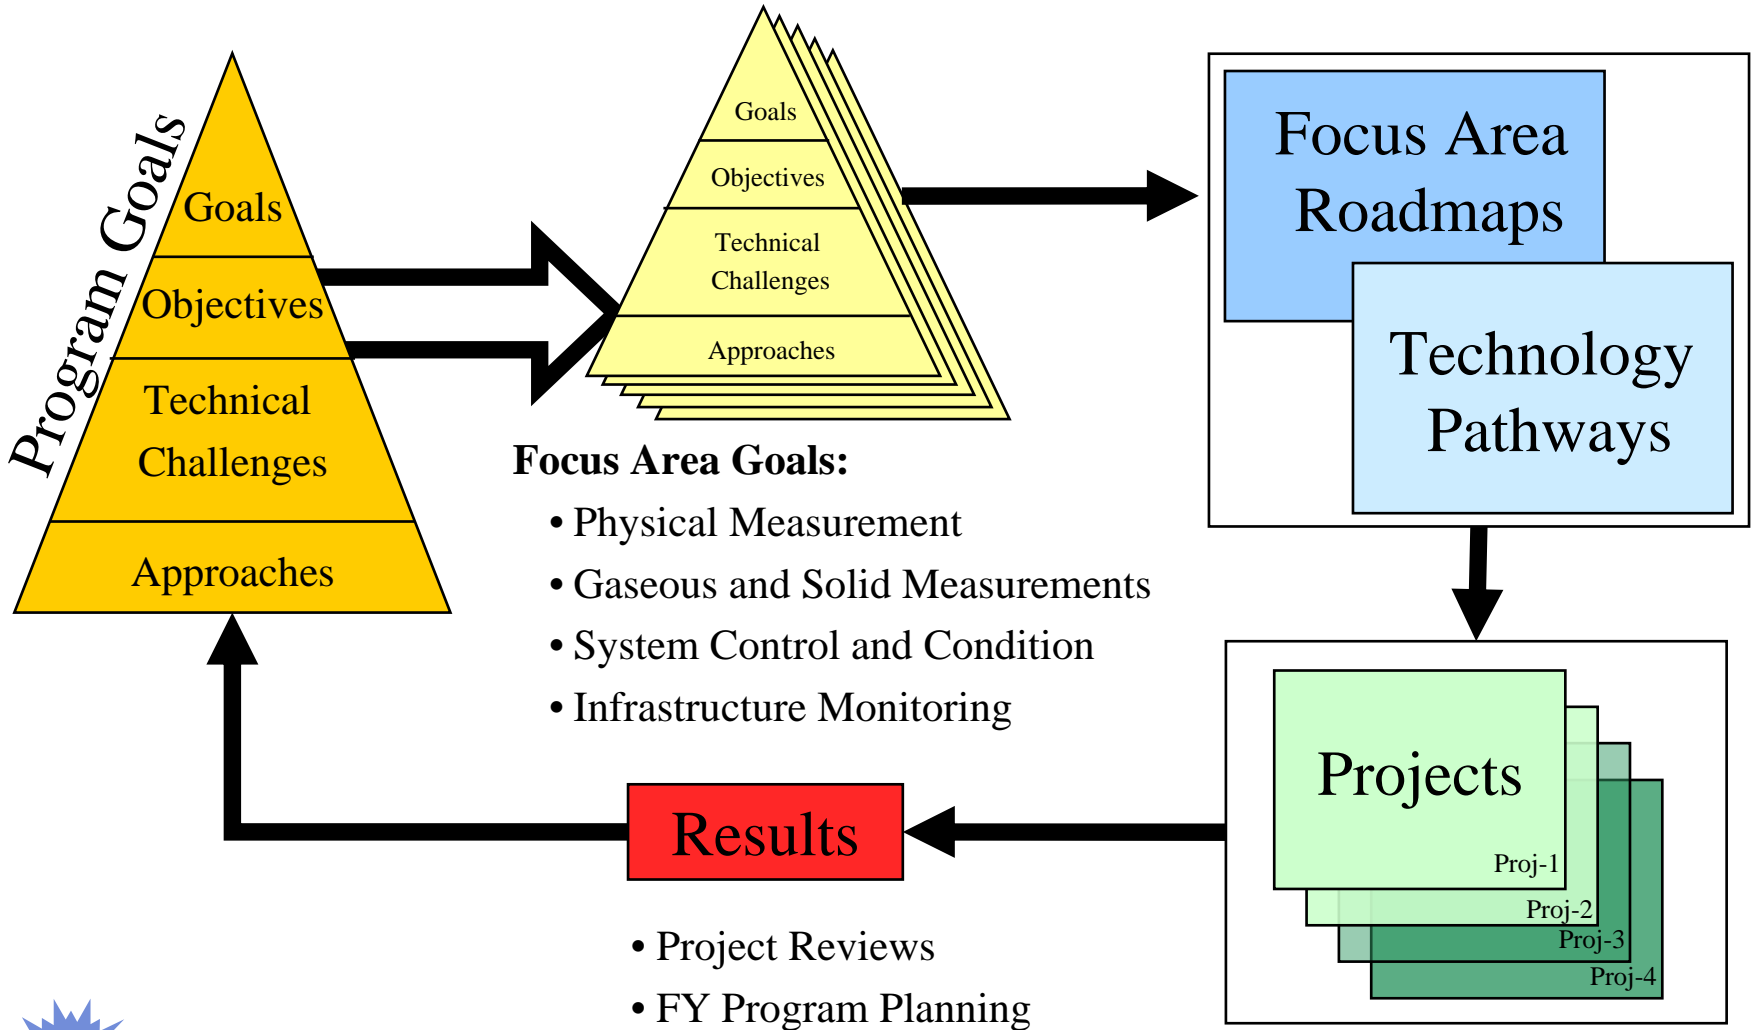 Program Goals
Goals
Objectives
Technical
Challenges
Approaches
Goals
Objectives
Technical
Challenges
Approaches
Focus Area Goals:
• Physical Measurement
• Gaseous and Solid Measurements
• System Control and Condition
• Infrastructure Monitoring
Focus Area
Roadmaps
Technology
Pathways
Projects
Proj-1
Proj-2
Proj-3
Proj-4
Results
• Project Reviews
• FY Program Planning